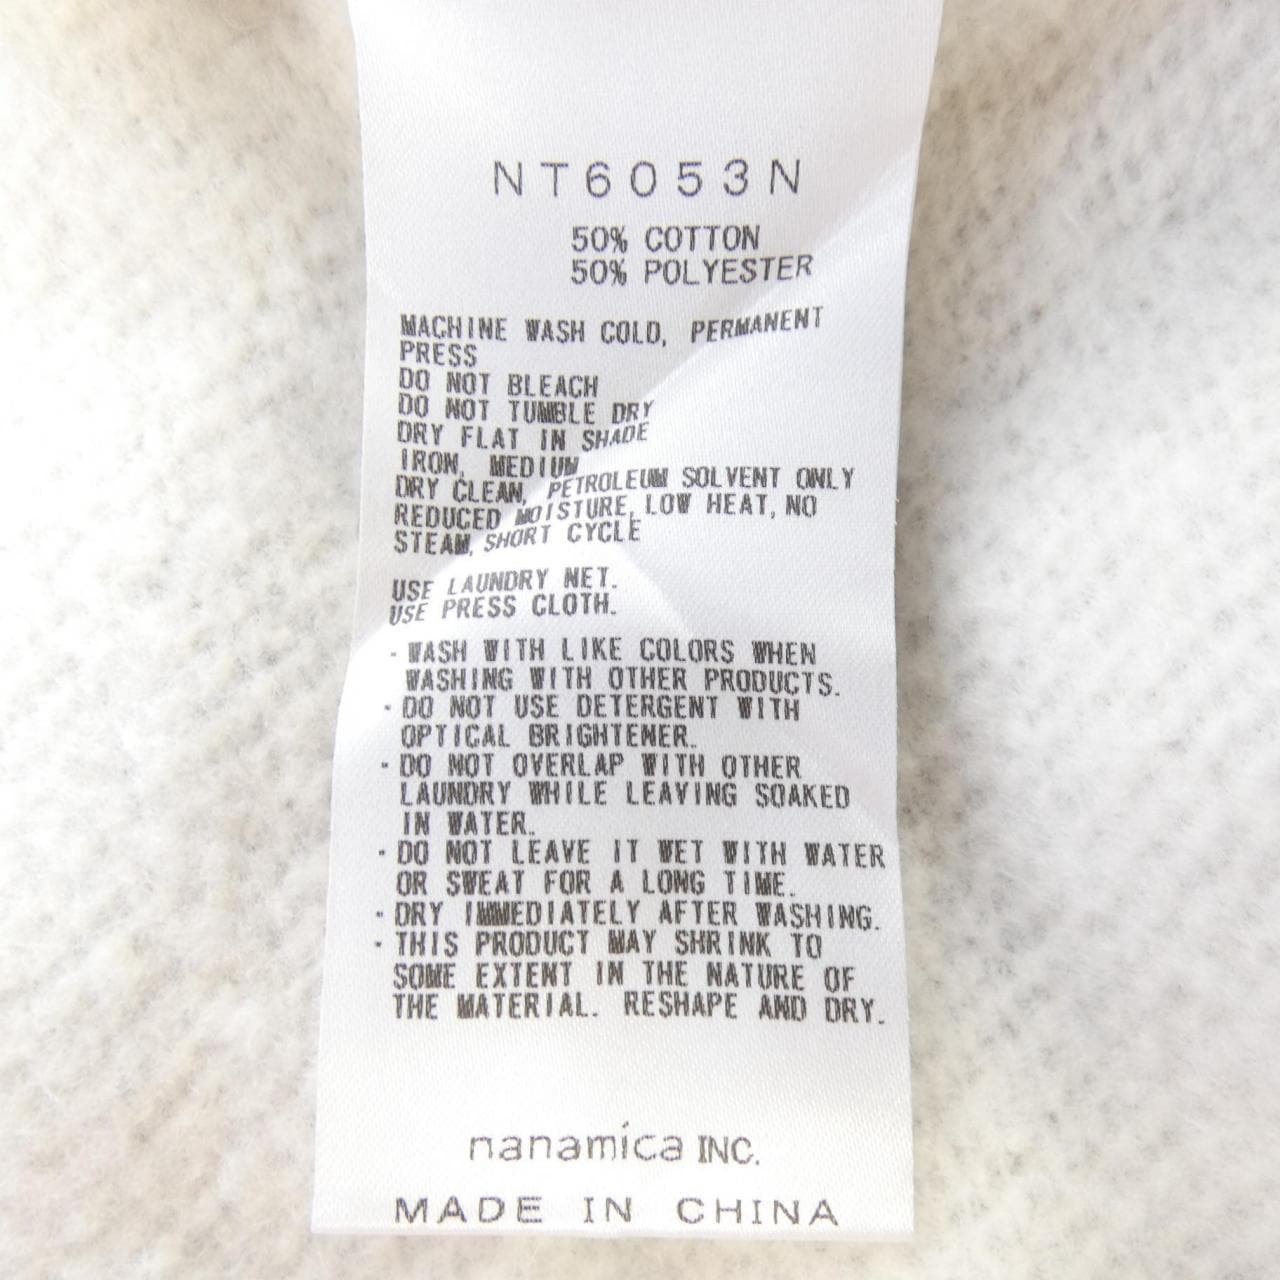 NT6053N
50% COTTON
50% POLYESTER
MACHINE WASH COLD, PERMANENT
PRESS
DO NOT BLEACH
DO NOT TUMBLE DRY
DRY FLAT IN SHADE
IRON, MEDIUM
DRY CLEAN, PETROLEUM SOLVENT ONLY
REDUCED MOISTURE, LOW HEAT, NO
STEAM, SHORT CYCLE
USE LAUNDRY NET.
USE PRESS CLOTH.
・WASH WITH LIKE COLORS WHEN
WASHING WITH OTHER PRODUCTS.
・DO NOT USE DETERGENT WITH
OPTICAL BRIGHTENER.
・DO NOT OVERLAP WITH OTHER
LAUNDRY WHILE LEAVING SOAKED
IN WATER.
・DO NOT LEAVE IT WET WITH WATER
OR SWEAT FOR A LONG TIME.
・DRY IMMEDIATELY AFTER WASHING.
・THIS PRODUCT MAY SHRINK TO
SOME EXTENT IN THE NATURE OF
THE MATERIAL. RESHAPE AND DRY.
nanamica INC.
MADE IN CHINA